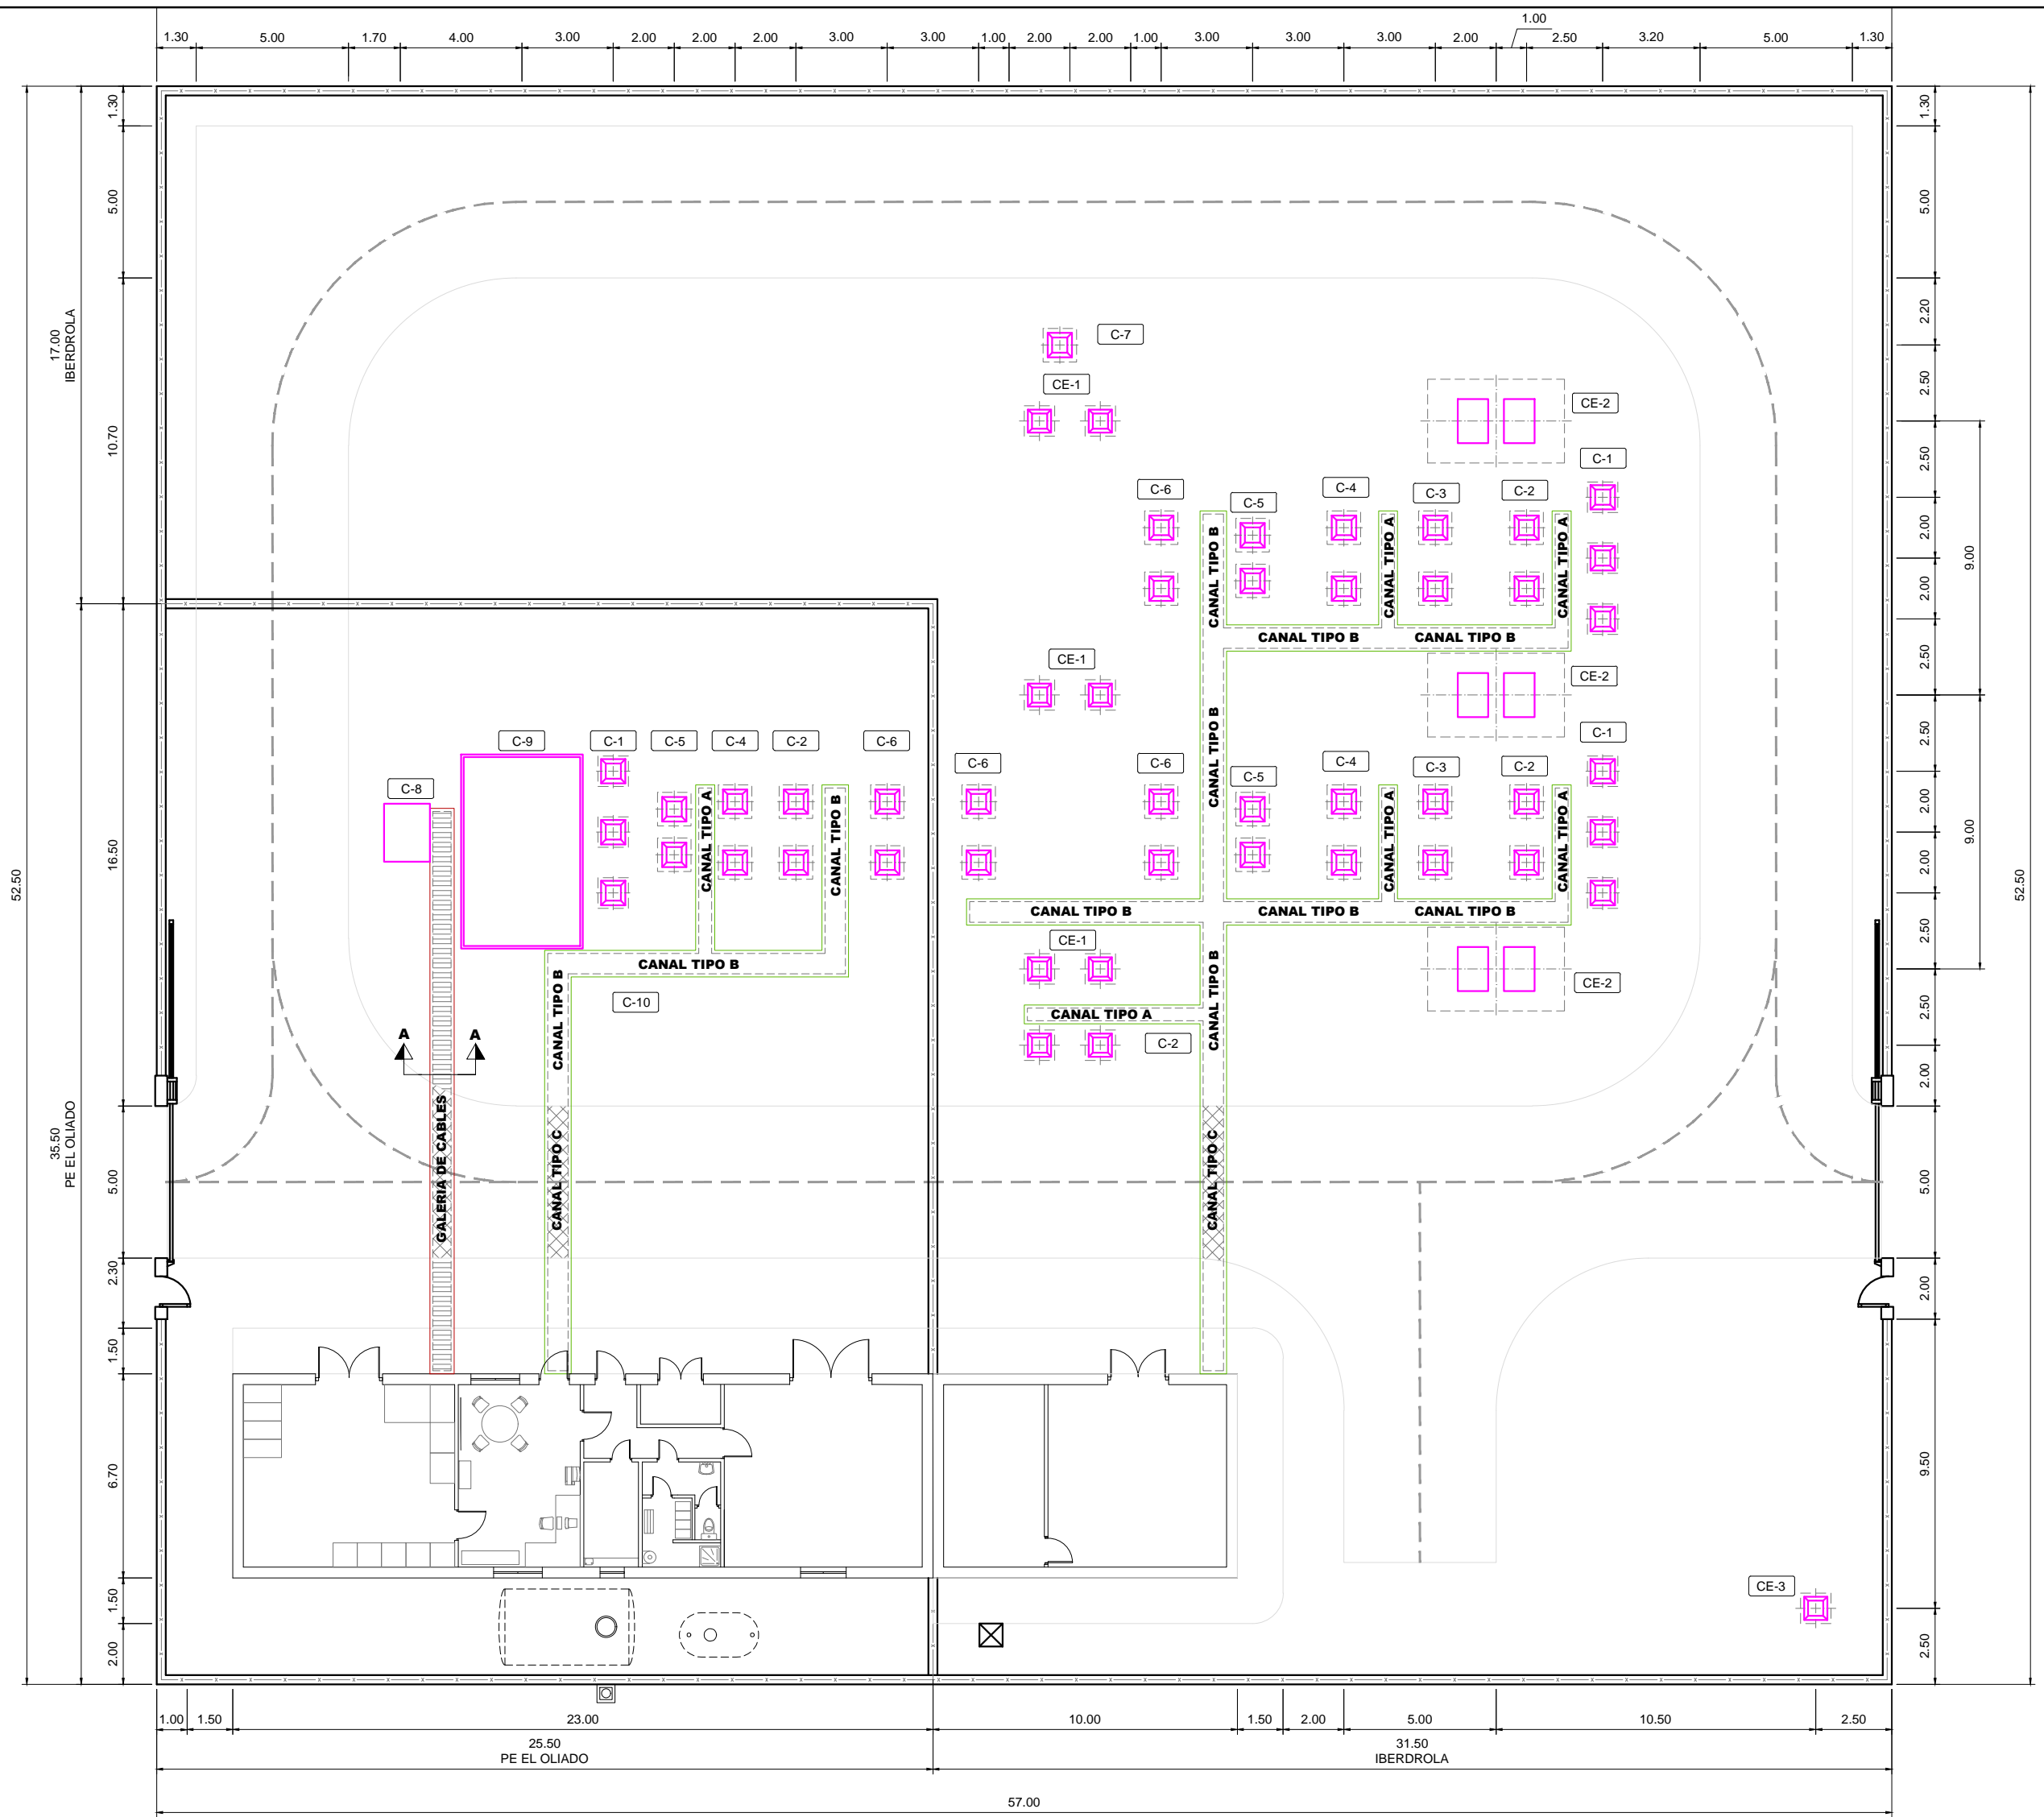 1.00
1.30 5.00 1.70 4.00 3.00 2.00 2.00 2.00 3.00 3.00 1.00 2.00 2.00 1.00 3.00 3.00 3.00 2.00 2.50 3.20 5.00 1.30
52.50
17.00
IBERDROLA
35.50
PE EL OLIADO
1.30
5.00
10.70
16.50
5.00
2.30
1.50
6.70
1.50
2.00
C-7
CE-1
CE-2
C-1
C-6
C-5
C-4
C-3
C-2
CANAL TIPO B
CANAL TIPO A
CANAL TIPO A
CANAL TIPO B CANAL TIPO B
CE-1
CE-2
C-1
CANAL TIPO B
C-9 C-1 C-5 C-4 C-2 C-6
C-8
C-6 C-6 C-5 C-4 C-3 C-2
CANAL TIPO A
CANAL TIPO B
CANAL TIPO A
CANAL TIPO A
CANAL TIPO B CANAL TIPO B CANAL TIPO B
CE-1
CANAL TIPO B
CANAL TIPO B
CANAL TIPO B
CE-2
C-10
CANAL TIPO A
C-2
A A
GALERIA DE CABLES
CANAL TIPO C
CANAL TIPO C
CE-3
1.30
5.00
2.20
2.50
2.50
2.00
2.00
2.50
2.50
2.00
2.00
2.50
2.50
2.00
5.00
2.00
9.50
2.50
9.00
9.00
52.50
1.00 1.50 23.00 10.00 1.50 2.00 5.00 10.50 2.50
25.50 31.50
PE EL OLIADO IBERDROLA
57.00